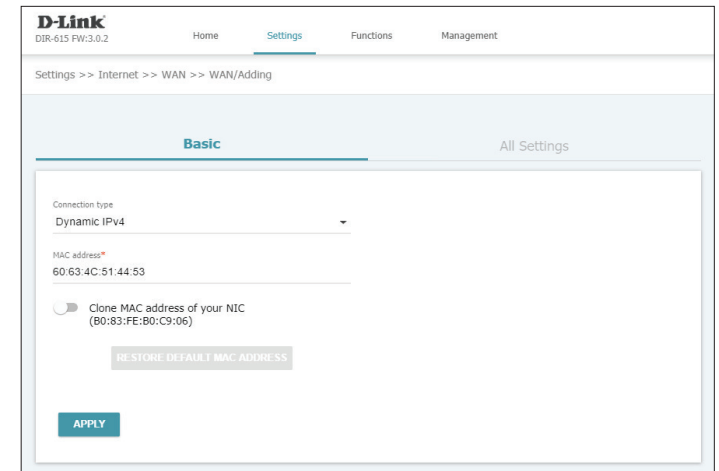 D-Link
DIR-615 FW:3.0.2
Home Settings Functions Management
Settings >> Internet >> WAN >> WAN/Adding
Basic All Settings
Connection type
Dynamic IPv4
MAC address*
60:63:4C:51:44:53
Clone MAC address of your NIC
(B0:83:FE:B0:C9:06)
RESTORE DEFAULT MAC ADDRESS
APPLY